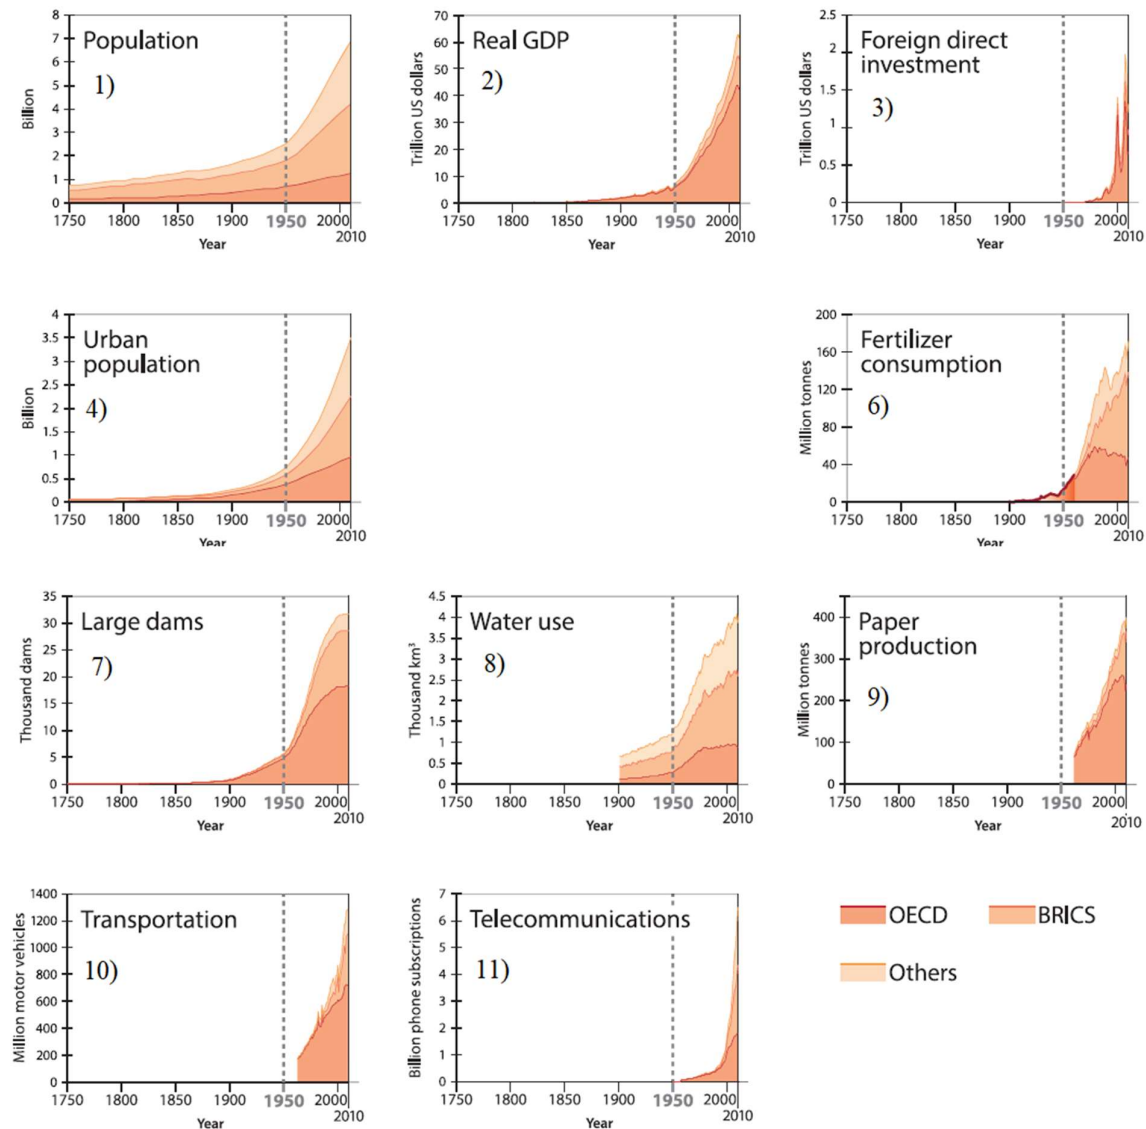 Population
1)
Billion
8
7
6
5
4
3
2
1
0
1750 1800 1850 1900 1950 2000
2010
Year
Real GDP
2)
Trillion US dollars
70
60
50
40
30
20
10
0
1750 1800 1850 1900 1950 2000
2010
Year
Foreign direct
investment
3)
Trillion US dollars
2.5
2
1.5
1
0.5
0
1750 1800 1850 1900 1950 2000
2010
Year
Urban
population
4)
Billion
4
3.5
3
2.5
2
1.5
1
0.5
0
1750 1800 1850 1900 1950 2000
2010
Year
Fertilizer
consumption
6)
Million tonnes
200
160
120
80
40
0
1750 1800 1850 1900 1950 2000
2010
Year
Large dams
7)
Thousand dams
35
30
25
20
15
10
5
0
1750 1800 1850 1900 1950 2000
2010
Year
Water use
8)
Thousand km³
4.5
4
3.5
3
2.5
2
1.5
1
0.5
0
1750 1800 1850 1900 1950 2000
2010
Year
Paper
production
9)
Million tonnes
400
300
200
100
0
1750 1800 1850 1900 1950 2000
2010
Year
Transportation
10)
Million motor vehicles
1400
1200
1000
800
600
400
200
0
1750 1800 1850 1900 1950 2000
2010
Year
Telecommunications
11)
Billion phone subscriptions
7
6
5
4
3
2
1
0
1750 1800 1850 1900 1950 2000
2010
Year
OECD BRICS
Others